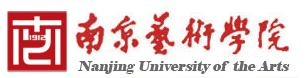 1912
南京藝術學院
Nanjing University of the Arts